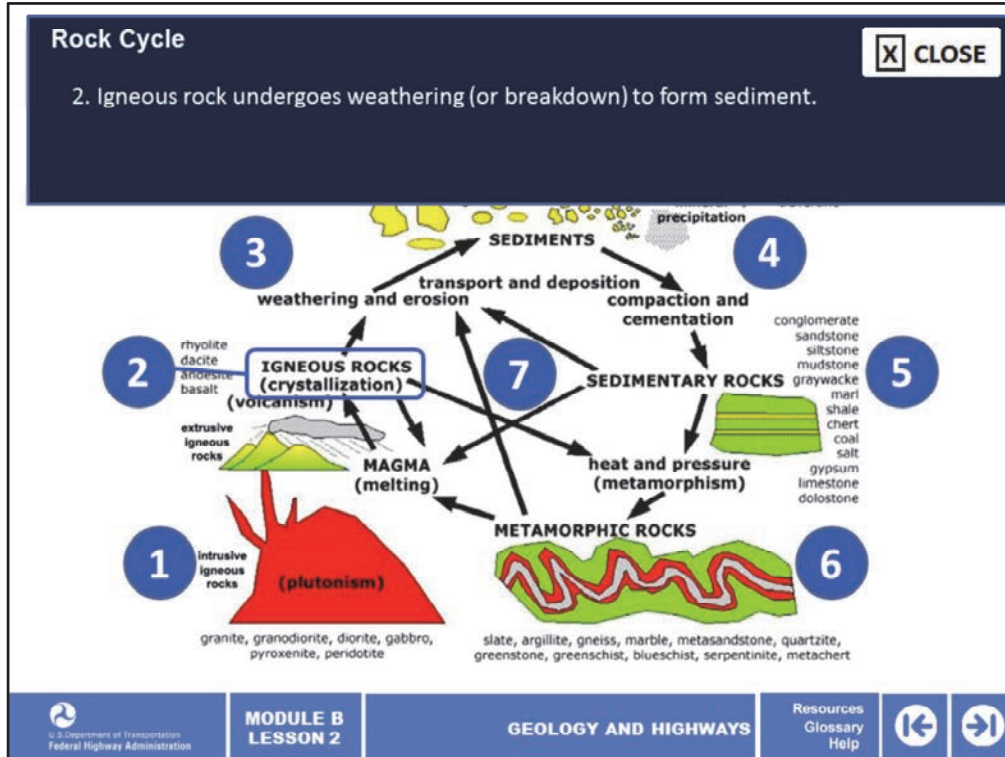 Rock Cycle
X CLOSE
2. Igneous rock undergoes weathering (or breakdown) to form sediment.
precipitation
3
SEDIMENTS
4
transport and deposition
weathering and erosion
compaction and
cementation
2
rhyolite
dacite
andesite
basalt
IGNEOUS ROCKS
(crystallization)
(volcanism)
7
SEDIMENTARY ROCKS
conglomerate
sandstone
siltstone
mudstone
graywacke
marl
shale
chert
coal
salt
gypsum
limestone
dolostone
5
extrusive
igneous
rocks
MAGMA
(melting)
heat and pressure
(metamorphism)
METAMORPHIC ROCKS
1
intrusive
igneous
rocks
(plutonism)
6
granite, granodiorite, diorite, gabbro,
pyroxenite, peridotite
slate, argillite, gneiss, marble, metasandstone, quartzite,
greenstone, greenschist, blueschist, serpentinite, metachert
U.S.Department of Transportation
Federal Highway Administration
MODULE B
LESSON 2
GEOLOGY AND HIGHWAYS
Resources
Glossary
Help